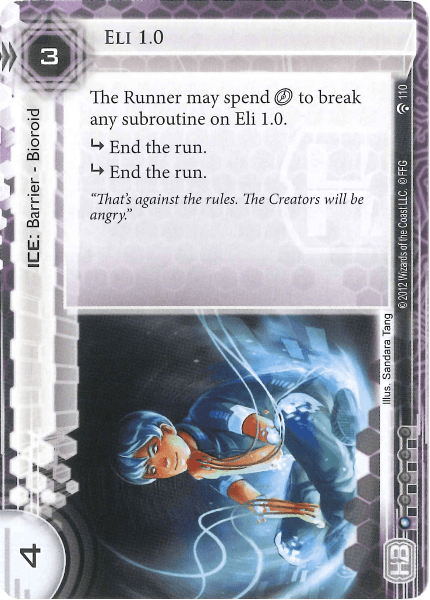 ELI 1.0
3
The Runner may spend to break
any subroutine on Eli 1.0.
↳ End the run.
↳ End the run.
“That’s against the rules. The Creators will be
angry.”
ICE: Barrier - Bioroid
110
© 2012 Wizards of the Coast LLC. © FFG
Illus. Sandara Tang
4
HB